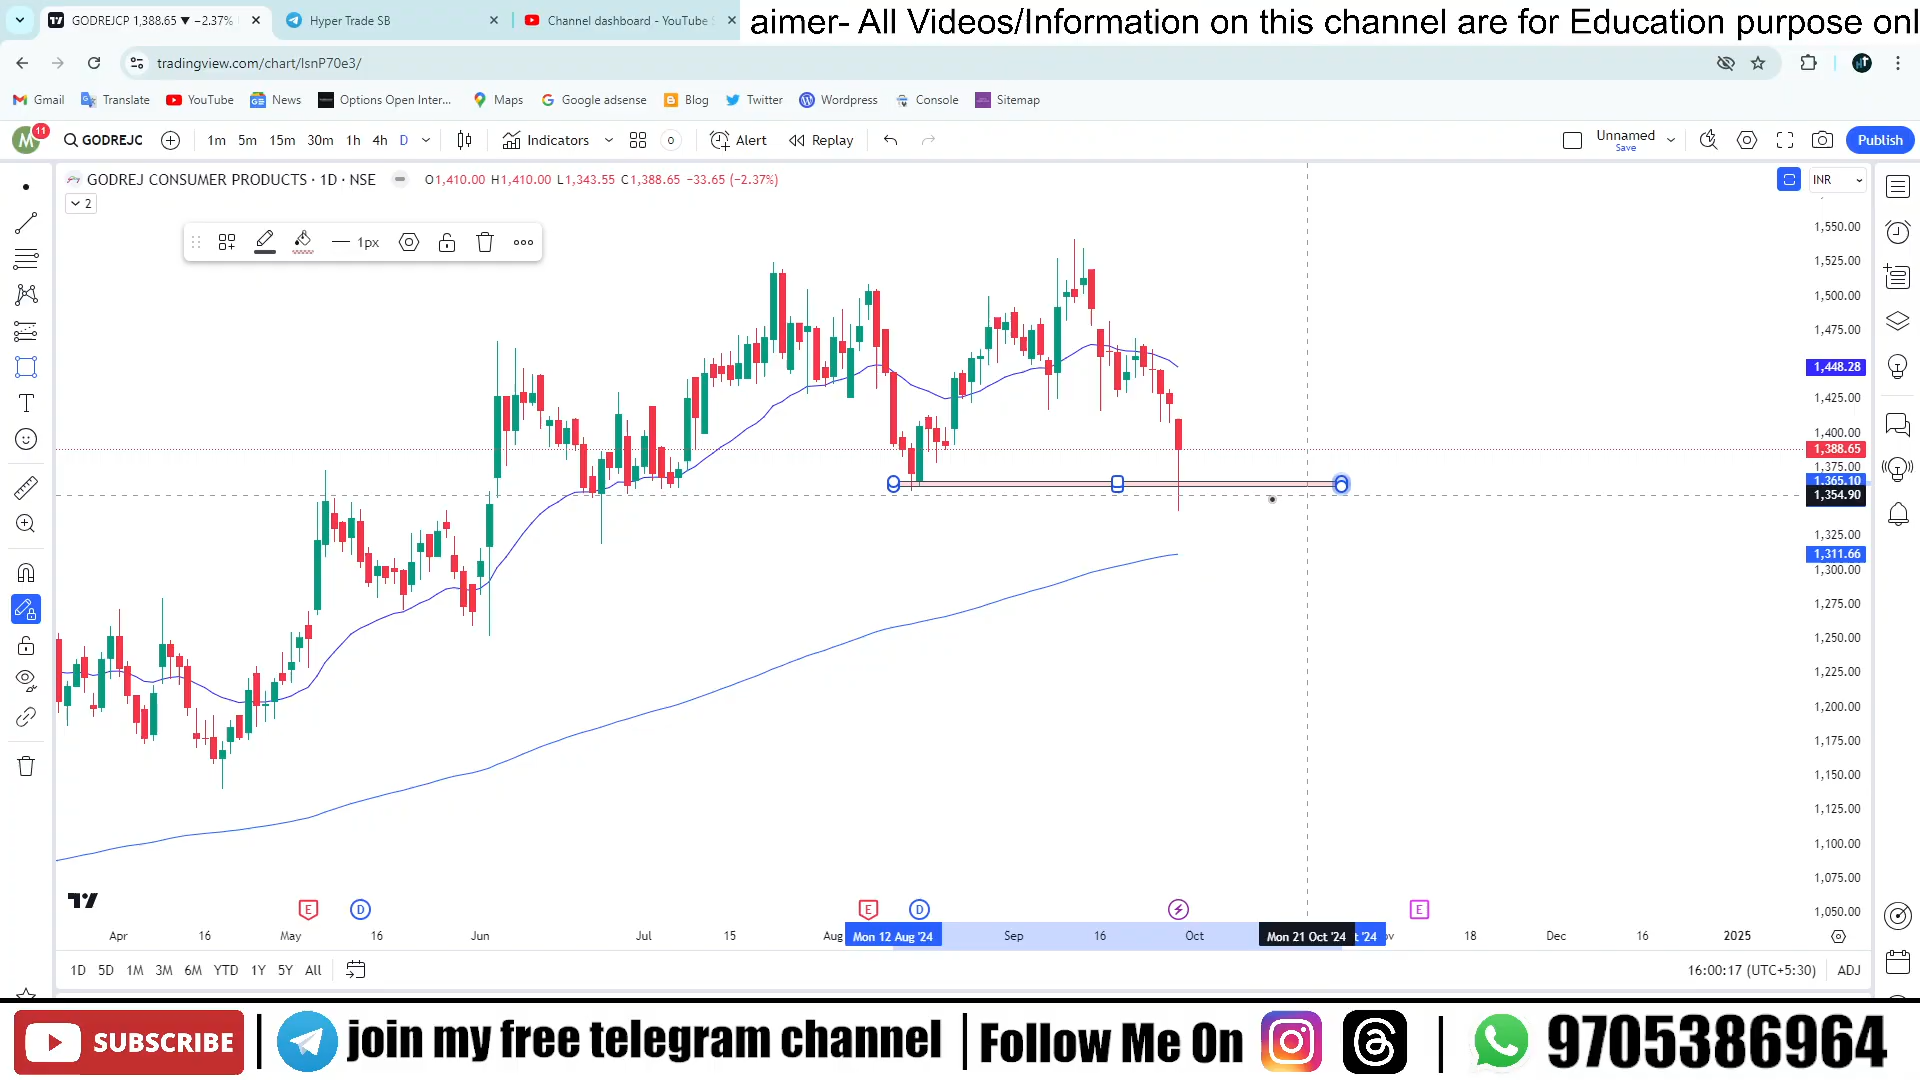 GODREJCP 1,388.65 ▼ −2.37%
Hyper Trade SB
Channel dashboard - YouTube S
aimer- All Videos/Information on this channel are for Education purpose onl
tradingview.com/chart/IsnP70e3/
Gmail
Translate
YouTube
News
Options Open Inter...
Maps
Google adsense
Blog
Twitter
Wordpress
Console
Sitemap
M 11
GODREJC
1m 5m 15m 30m 1h 4h D
Indicators
Alert
Replay
Unnamed
Save
Publish
GODREJ CONSUMER PRODUCTS · 1D · NSE
O1,410.00 H1,410.00 L1,343.55 C1,388.65 −33.65 (−2.37%)
INR
2
1px
1,550.00
1,525.00
1,500.00
1,475.00
1,448.28
1,425.00
1,400.00
1,388.65
1,375.00
1,365.10
1,354.90
1,325.00
1,311.66
1,300.00
1,275.00
1,250.00
1,225.00
1,200.00
1,175.00
1,150.00
1,125.00
1,100.00
1,075.00
1,050.00
E D E D E
Apr 16 May 16 Jun Jul 15 Aug Mon 12 Aug '24 Sep 16 Oct Mon 21 Oct '24 t '24 ov 18 Dec 16 2025
1D 5D 1M 3M 6M YTD 1Y 5Y All
16:00:17 (UTC+5:30) ADJ
SUBSCRIBE
join my free telegram channel
Follow Me On
9705386964